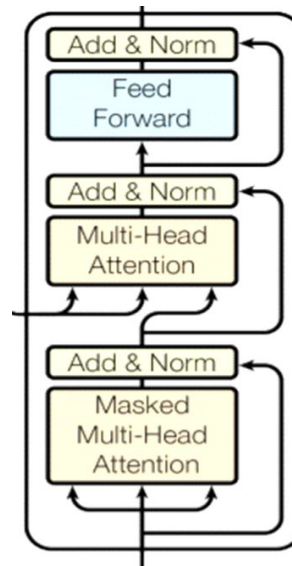 Add & Norm
Feed
Forward
Add & Norm
Multi-Head
Attention
Add & Norm
Masked
Multi-Head
Attention